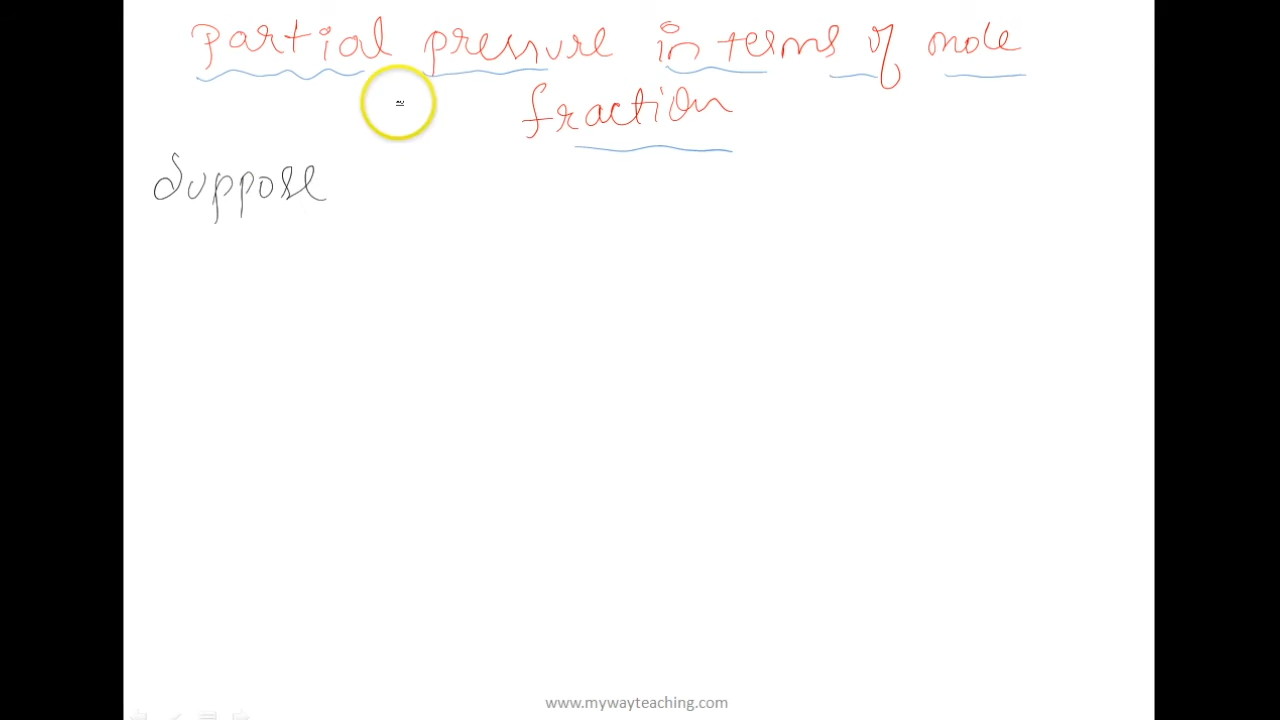 Partial pressure in terms of mole
fraction
Suppose
www.mywayteaching.com